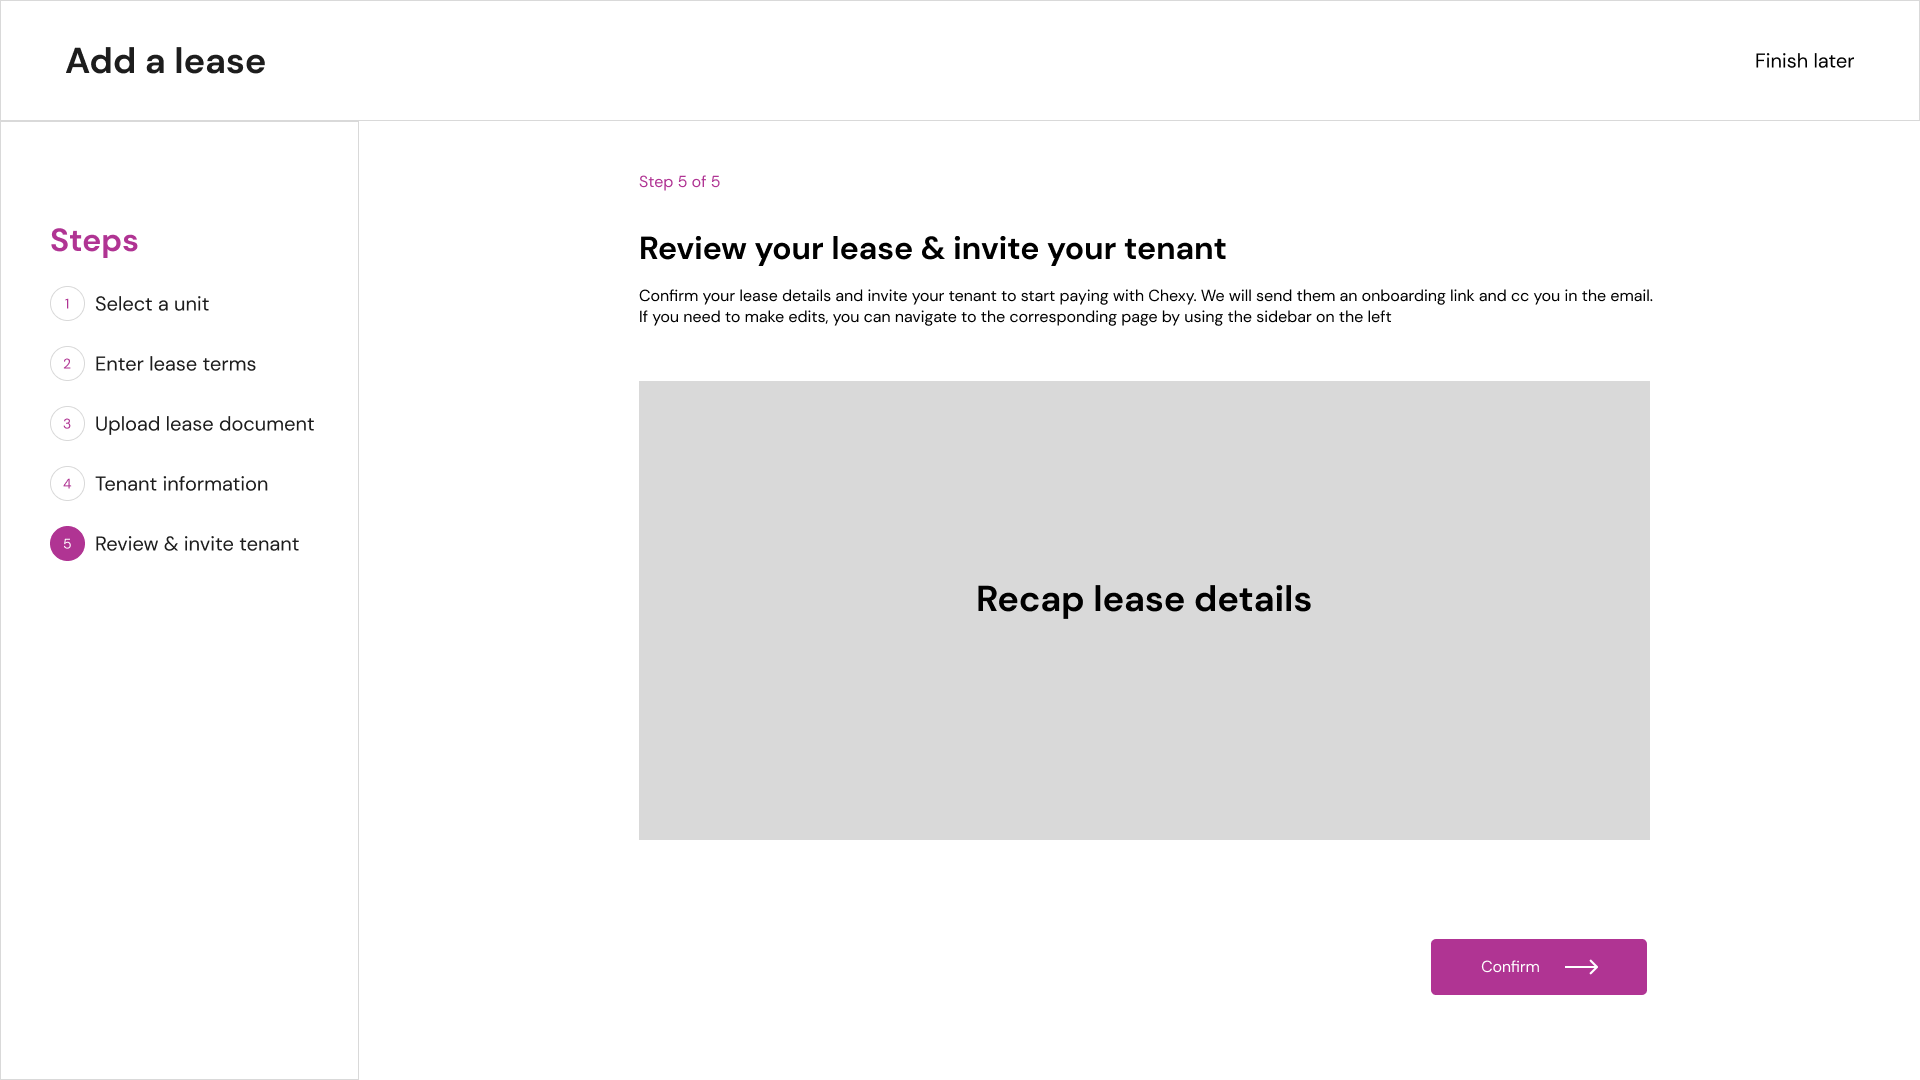 Add a lease
Finish later
Steps
1 Select a unit
2 Enter lease terms
3 Upload lease document
4 Tenant information
5 Review & invite tenant
Step 5 of 5
Review your lease & invite your tenant
Confirm your lease details and invite your tenant to start paying with Chexy. We will send them an onboarding link and cc you in the email.
If you need to make edits, you can navigate to the corresponding page by using the sidebar on the left
Recap lease details
Confirm